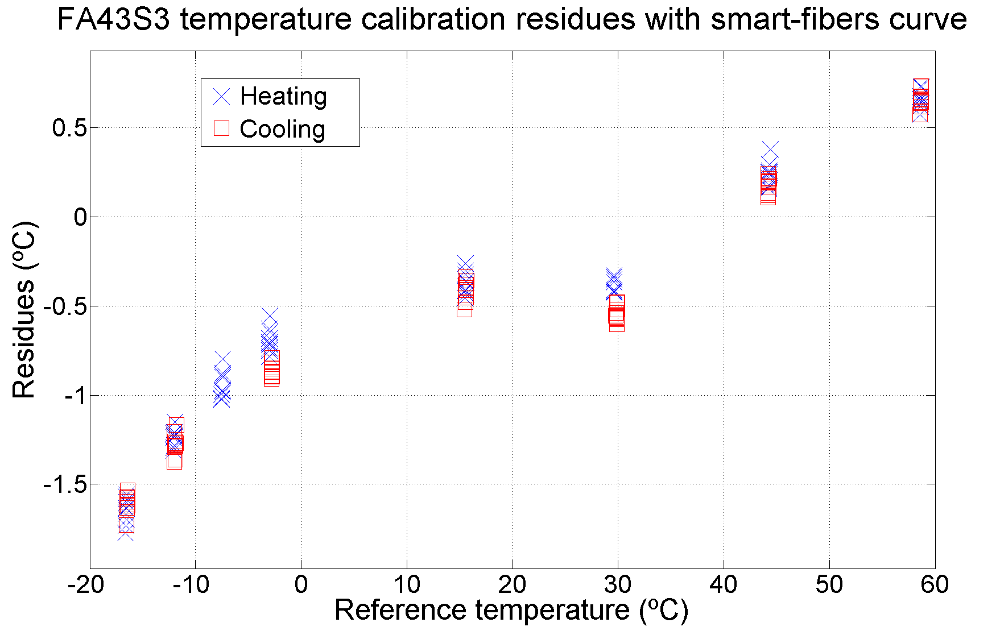 FA43S3 temperature calibration residues with smart-fibers curve
Heating
Cooling
0.5
0
-0.5
-1
-1.5
Residues (ºC)
-20 -10 0 10 20 30 40 50 60
Reference temperature (ºC)